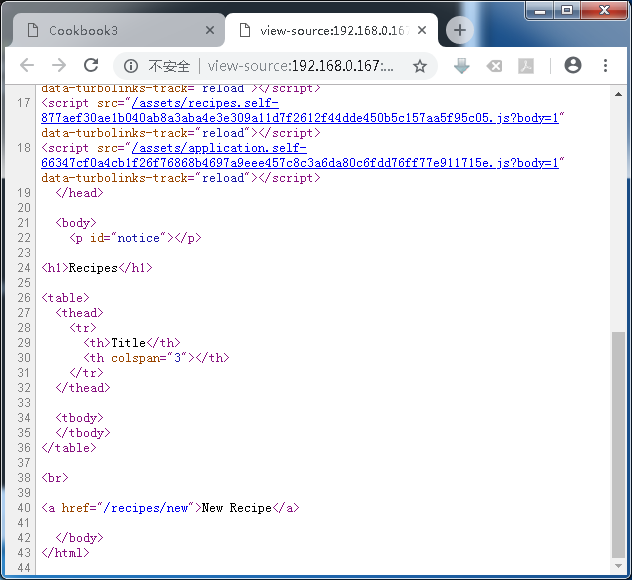 Cookbook3
view-source:192.168.0.167
不安全 view-source:192.168.0.167:...
data-turbolinks-track="reload"></script>
17 <script src="/assets/recipes.self-
877aef30ae1b040ab8a3aba4e3e309a11d7f2612f44dde450b5c157aa5f95c05.js?body=1"
data-turbolinks-track="reload"></script>
18 <script src="/assets/application.self-
66347cf0a4cb1f26f76868b4697a9eee457c8c3a6da80c6fdd76ff77e911715e.js?body=1"
data-turbolinks-track="reload"></script>
19 </head>
20
21 <body>
22 <p id="notice"></p>
23
24 <h1>Recipes</h1>
25
26 <table>
27 <thead>
28 <tr>
29 <th>Title</th>
30 <th colspan="3"></th>
31 </tr>
32 </thead>
33
34 <tbody>
35 </tbody>
36 </table>
37
38 <br>
39
40 <a href="/recipes/new">New Recipe</a>
41
42 </body>
43 </html>
44